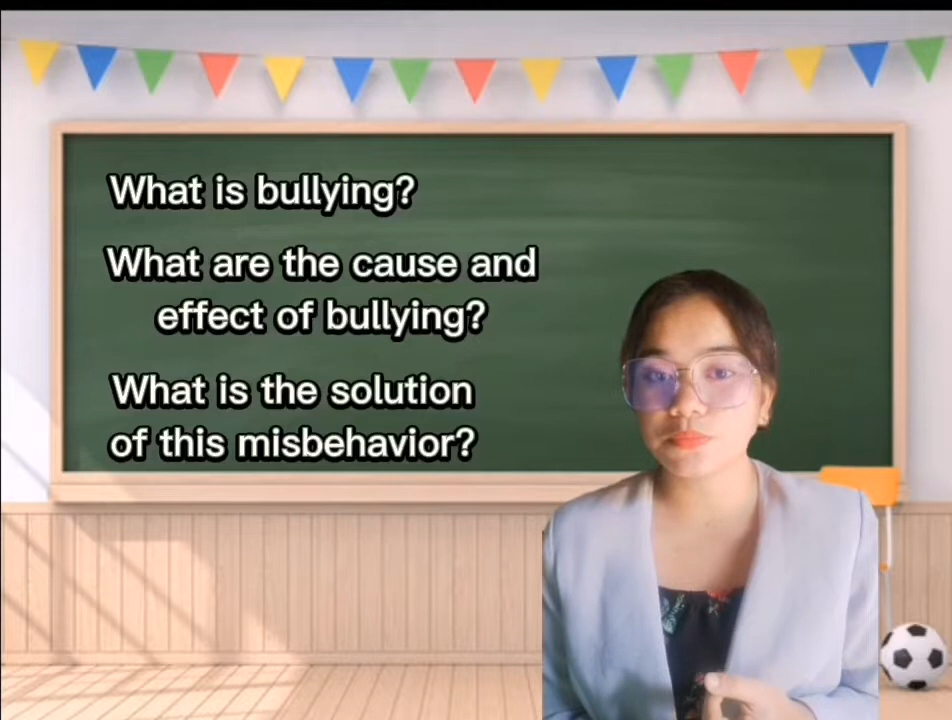 What is bullying?
What are the cause and
effect of bullying?
What is the solution
of this misbehavior?